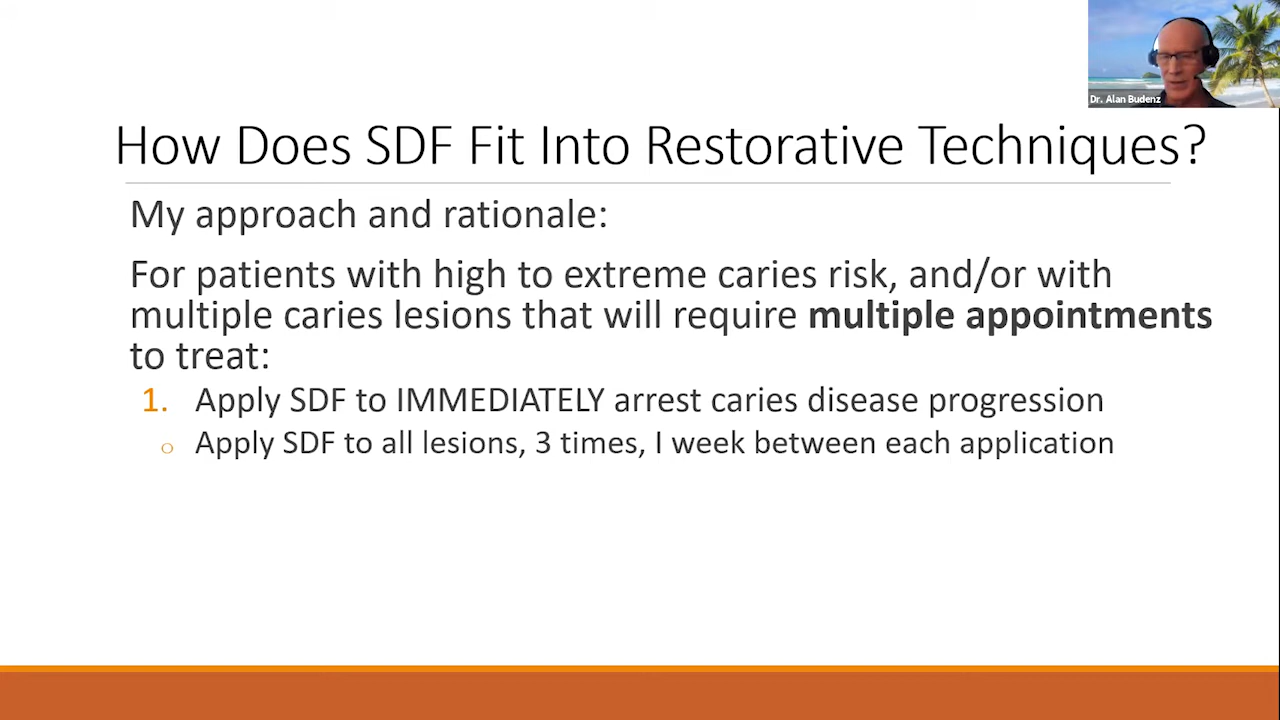 Dr. Alan Budenz
How Does SDF Fit Into Restorative Techniques?
My approach and rationale:
For patients with high to extreme caries risk, and/or with
multiple caries lesions that will require multiple appointments
to treat:
1. Apply SDF to IMMEDIATELY arrest caries disease progression
o Apply SDF to all lesions, 3 times, I week between each application